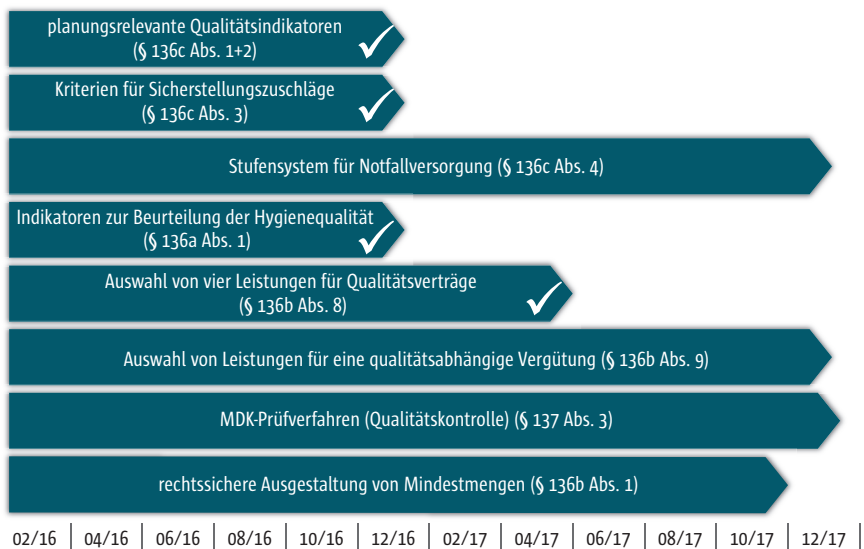 planungsrelevante Qualitätsindikatoren
(§ 136c Abs. 1+2)
Kriterien für Sicherstellungszuschläge
(§ 136c Abs. 3)
Stufensystem für Notfallversorgung (§ 136c Abs. 4)
Indikatoren zur Beurteilung der Hygienequalität
(§ 136a Abs. 1)
Auswahl von vier Leistungen für Qualitätsverträge
(§ 136b Abs. 8)
Auswahl von Leistungen für eine qualitätsabhängige Vergütung (§ 136b Abs. 9)
MDK-Prüfverfahren (Qualitätskontrolle) (§ 137 Abs. 3)
rechtssichere Ausgestaltung von Mindestmengen (§ 136b Abs. 1)
02/16 | 04/16 | 06/16 | 08/16 | 10/16 | 12/16 | 02/17 | 04/17 | 06/17 | 08/17 | 10/17 | 12/17 |